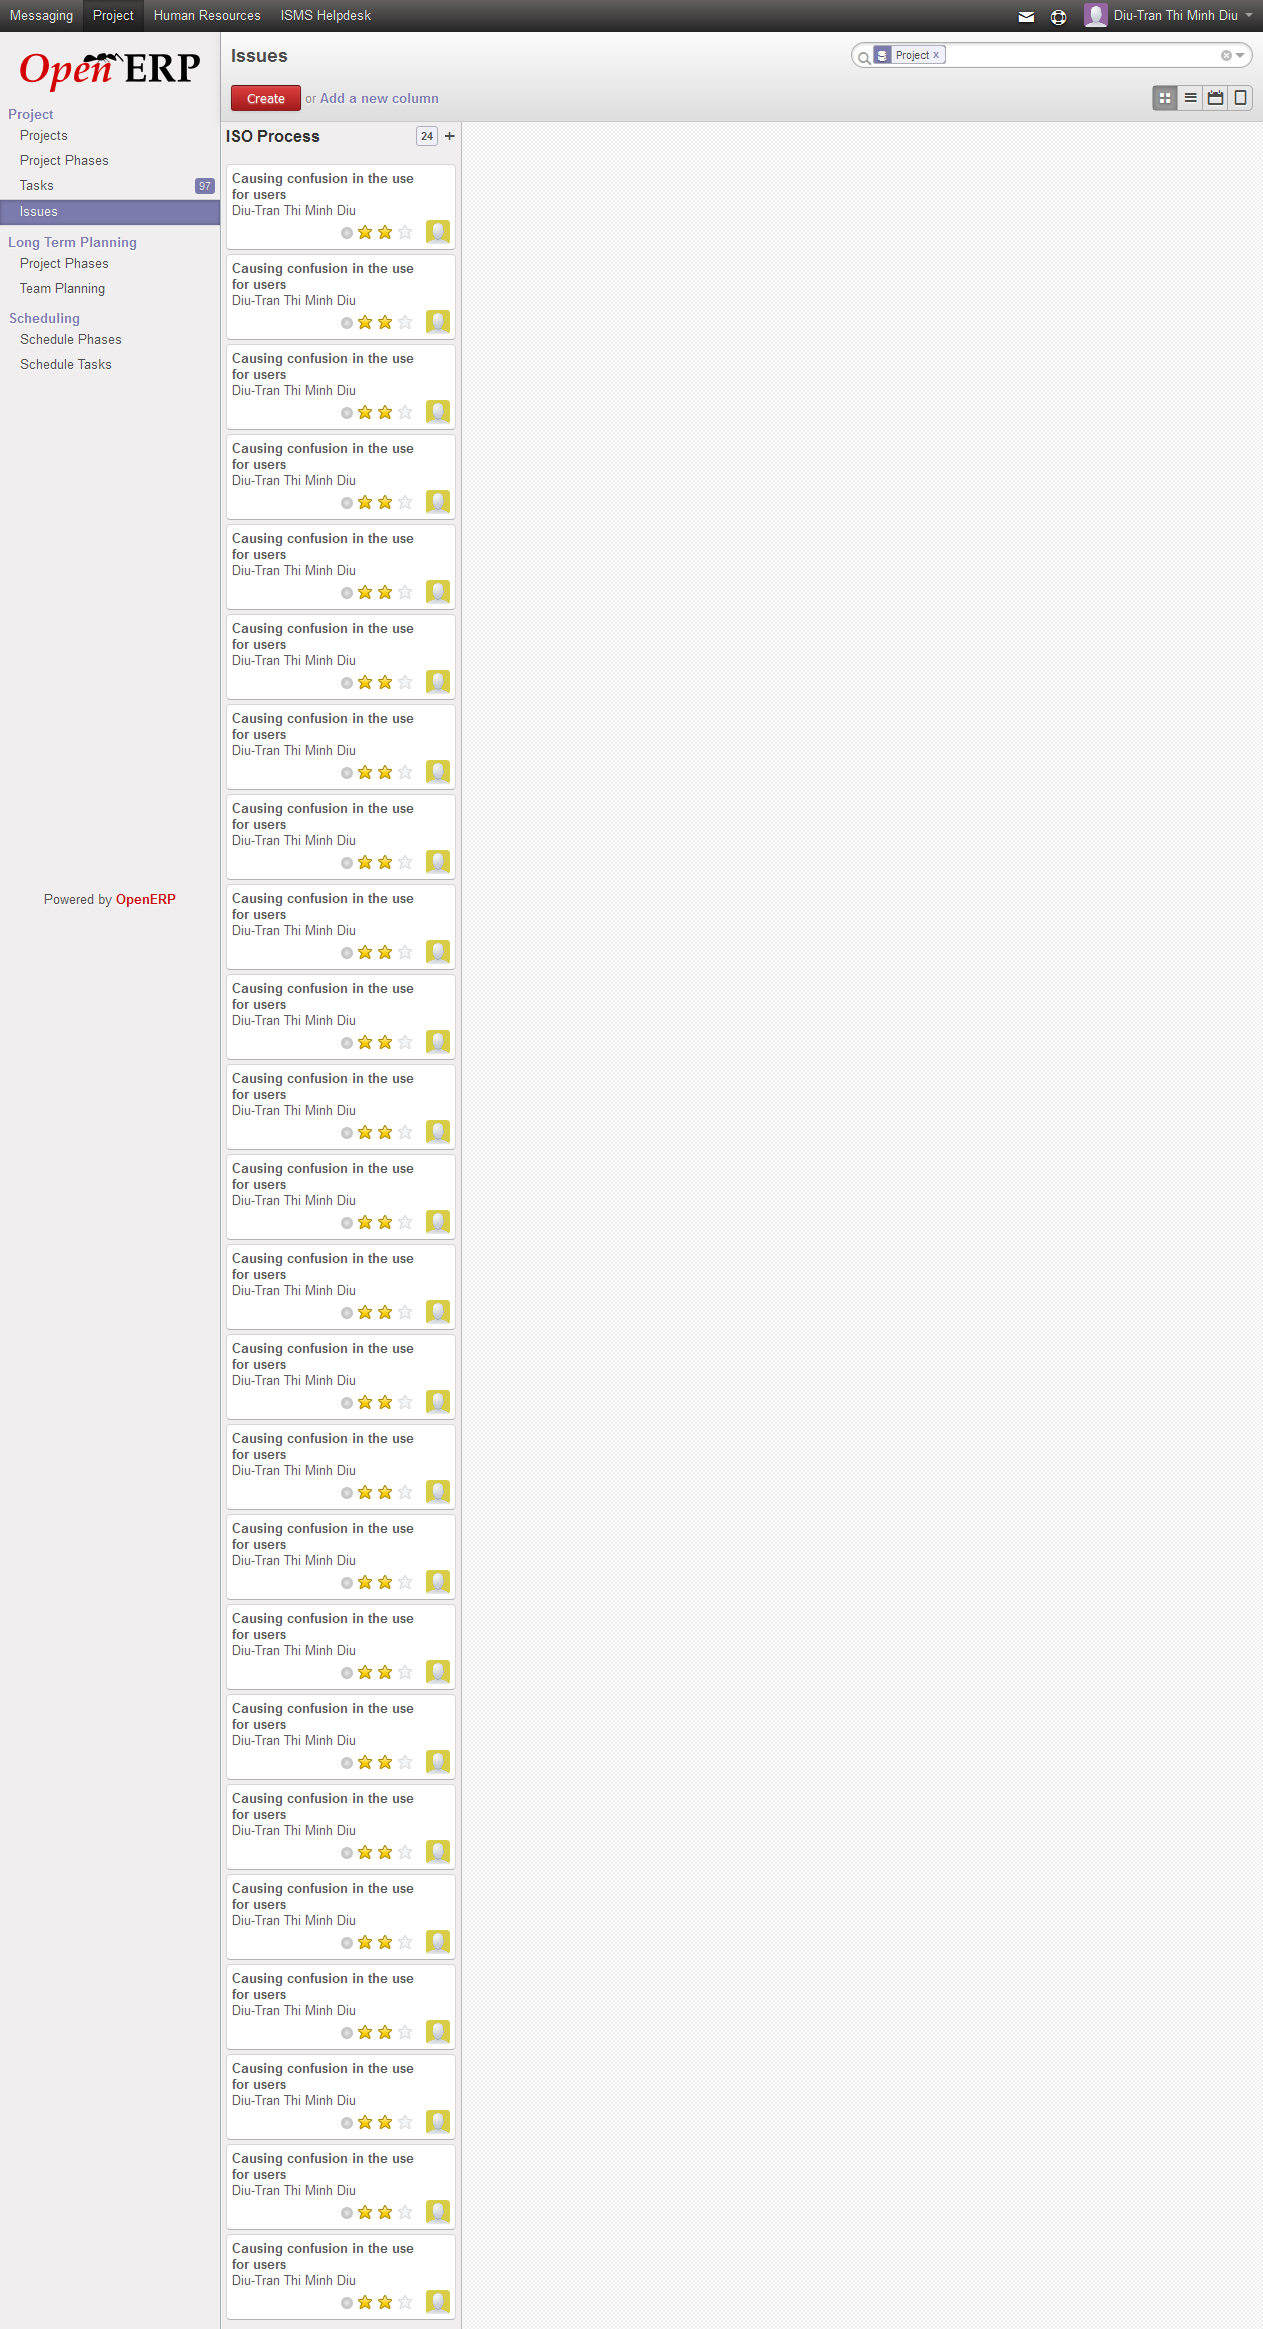 Messaging Project Human Resources ISMS Helpdesk Diu-Tran Thi Minh Diu
Open ERP
Project
Projects
Project Phases
Tasks 97
Issues
Long Term Planning
Project Phases
Team Planning
Scheduling
Schedule Phases
Schedule Tasks
Powered by OpenERP
Issues
Project x
Create or Add a new column
ISO Process 24 +
Causing confusion in the use
for users
Diu-Tran Thi Minh Diu
Causing confusion in the use
for users
Diu-Tran Thi Minh Diu
Causing confusion in the use
for users
Diu-Tran Thi Minh Diu
Causing confusion in the use
for users
Diu-Tran Thi Minh Diu
Causing confusion in the use
for users
Diu-Tran Thi Minh Diu
Causing confusion in the use
for users
Diu-Tran Thi Minh Diu
Causing confusion in the use
for users
Diu-Tran Thi Minh Diu
Causing confusion in the use
for users
Diu-Tran Thi Minh Diu
Causing confusion in the use
for users
Diu-Tran Thi Minh Diu
Causing confusion in the use
for users
Diu-Tran Thi Minh Diu
Causing confusion in the use
for users
Diu-Tran Thi Minh Diu
Causing confusion in the use
for users
Diu-Tran Thi Minh Diu
Causing confusion in the use
for users
Diu-Tran Thi Minh Diu
Causing confusion in the use
for users
Diu-Tran Thi Minh Diu
Causing confusion in the use
for users
Diu-Tran Thi Minh Diu
Causing confusion in the use
for users
Diu-Tran Thi Minh Diu
Causing confusion in the use
for users
Diu-Tran Thi Minh Diu
Causing confusion in the use
for users
Diu-Tran Thi Minh Diu
Causing confusion in the use
for users
Diu-Tran Thi Minh Diu
Causing confusion in the use
for users
Diu-Tran Thi Minh Diu
Causing confusion in the use
for users
Diu-Tran Thi Minh Diu
Causing confusion in the use
for users
Diu-Tran Thi Minh Diu
Causing confusion in the use
for users
Diu-Tran Thi Minh Diu
Causing confusion in the use
for users
Diu-Tran Thi Minh Diu